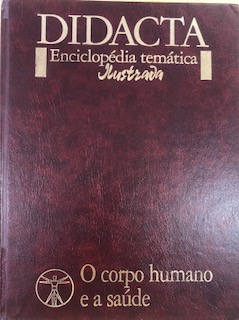 DIDACTA
Enciclopédia temática
Ilustrada
O corpo humano
e a saúde